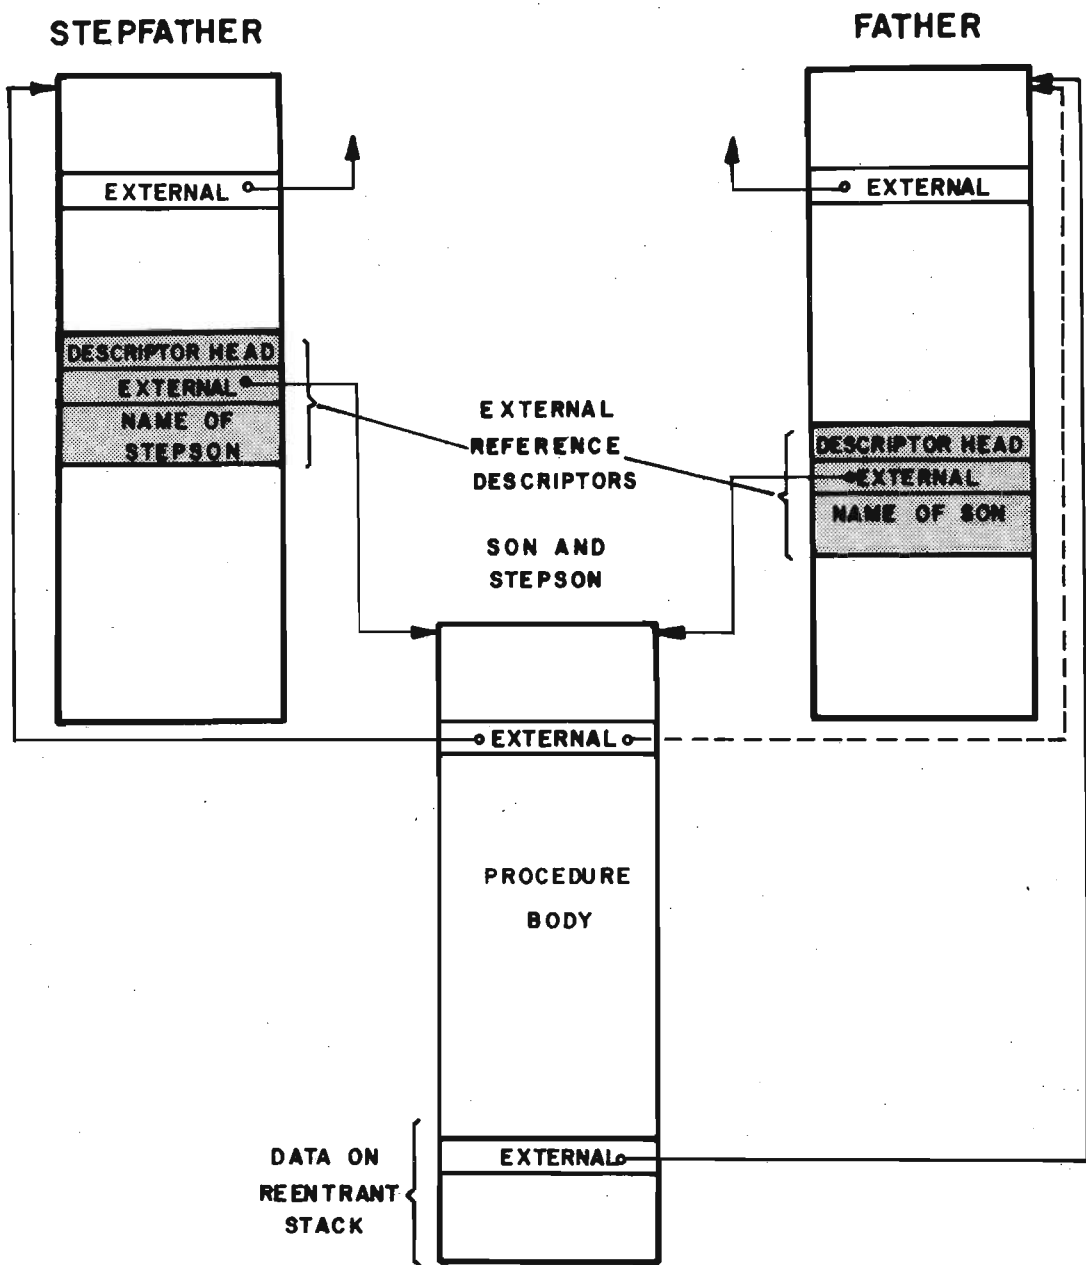 STEPFATHER
FATHER
EXTERNAL
EXTERNAL
DESCRIPTOR HEAD
EXTERNAL
NAME OF
STEPSON
EXTERNAL
REFERENCE
DESCRIPTORS
DESCRIPTOR HEAD
EXTERNAL
NAME OF SON
SON AND
STEPSON
EXTERNAL
PROCEDURE
BODY
EXTERNAL
DATA ON
REENTRANT
STACK